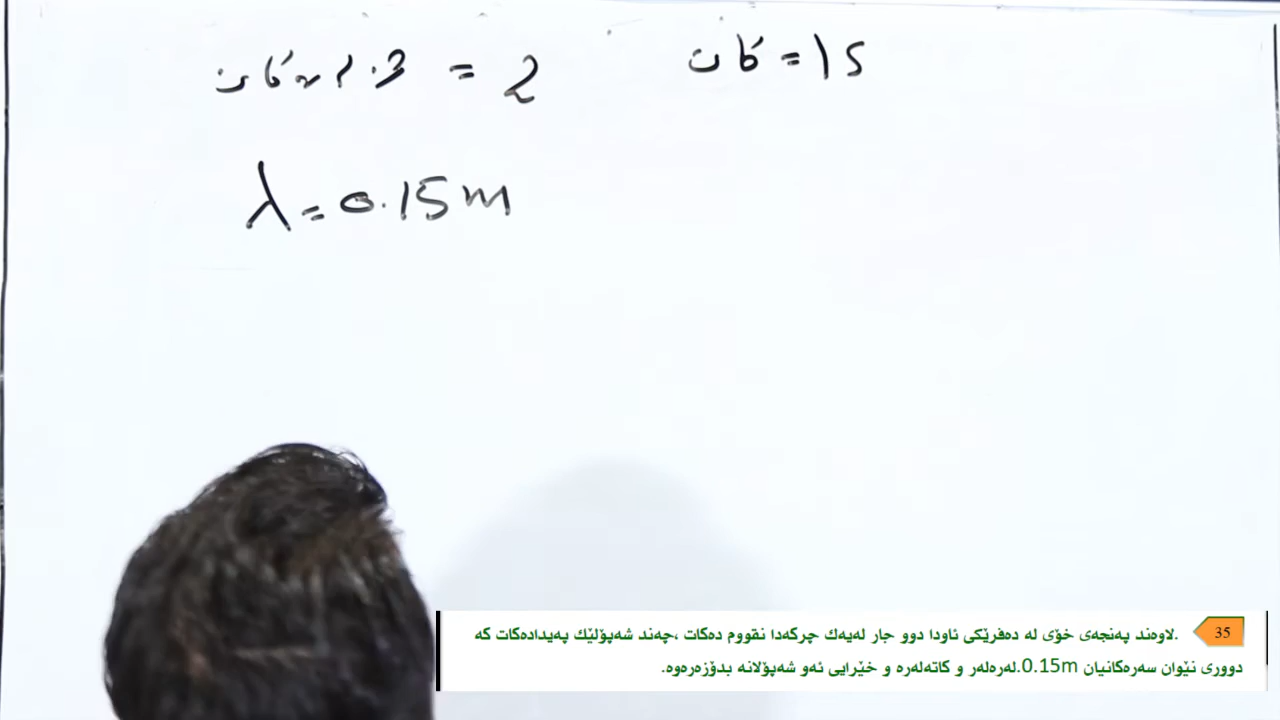 کات = 1s
= 2
λ = 0.15m
35
لاوەند پەنجەی خۆی لە دەفرێکی ئاودا دوو جار لەیەك چرکەدا نقووم دەکات ،چەند شەپۆلێك پەیدادەکات کە
دووری نێوان سەرەکانیان 0.15m.لەرەلەر و کاتەلەرە و خێرایی ئەو شەپۆلانە بدۆزەرەوە.